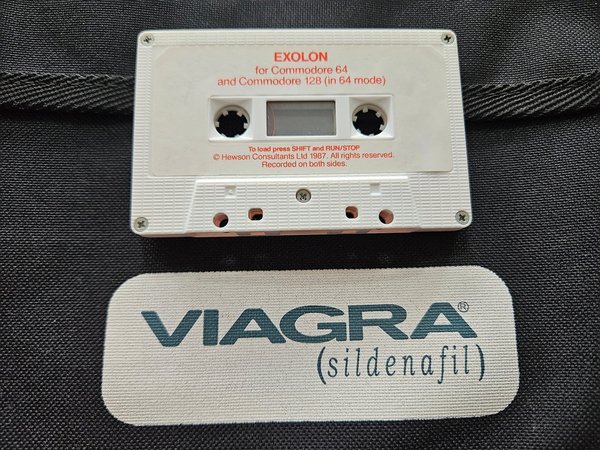 EXOLON
for Commodore 64
and Commodore 128 (in 64 mode)
To load press SHIFT and RUN/STOP
© Hewson Consultants Ltd 1987. All rights reserved.
Recorded on both sides.
VIAGRA®
(sildenafil)